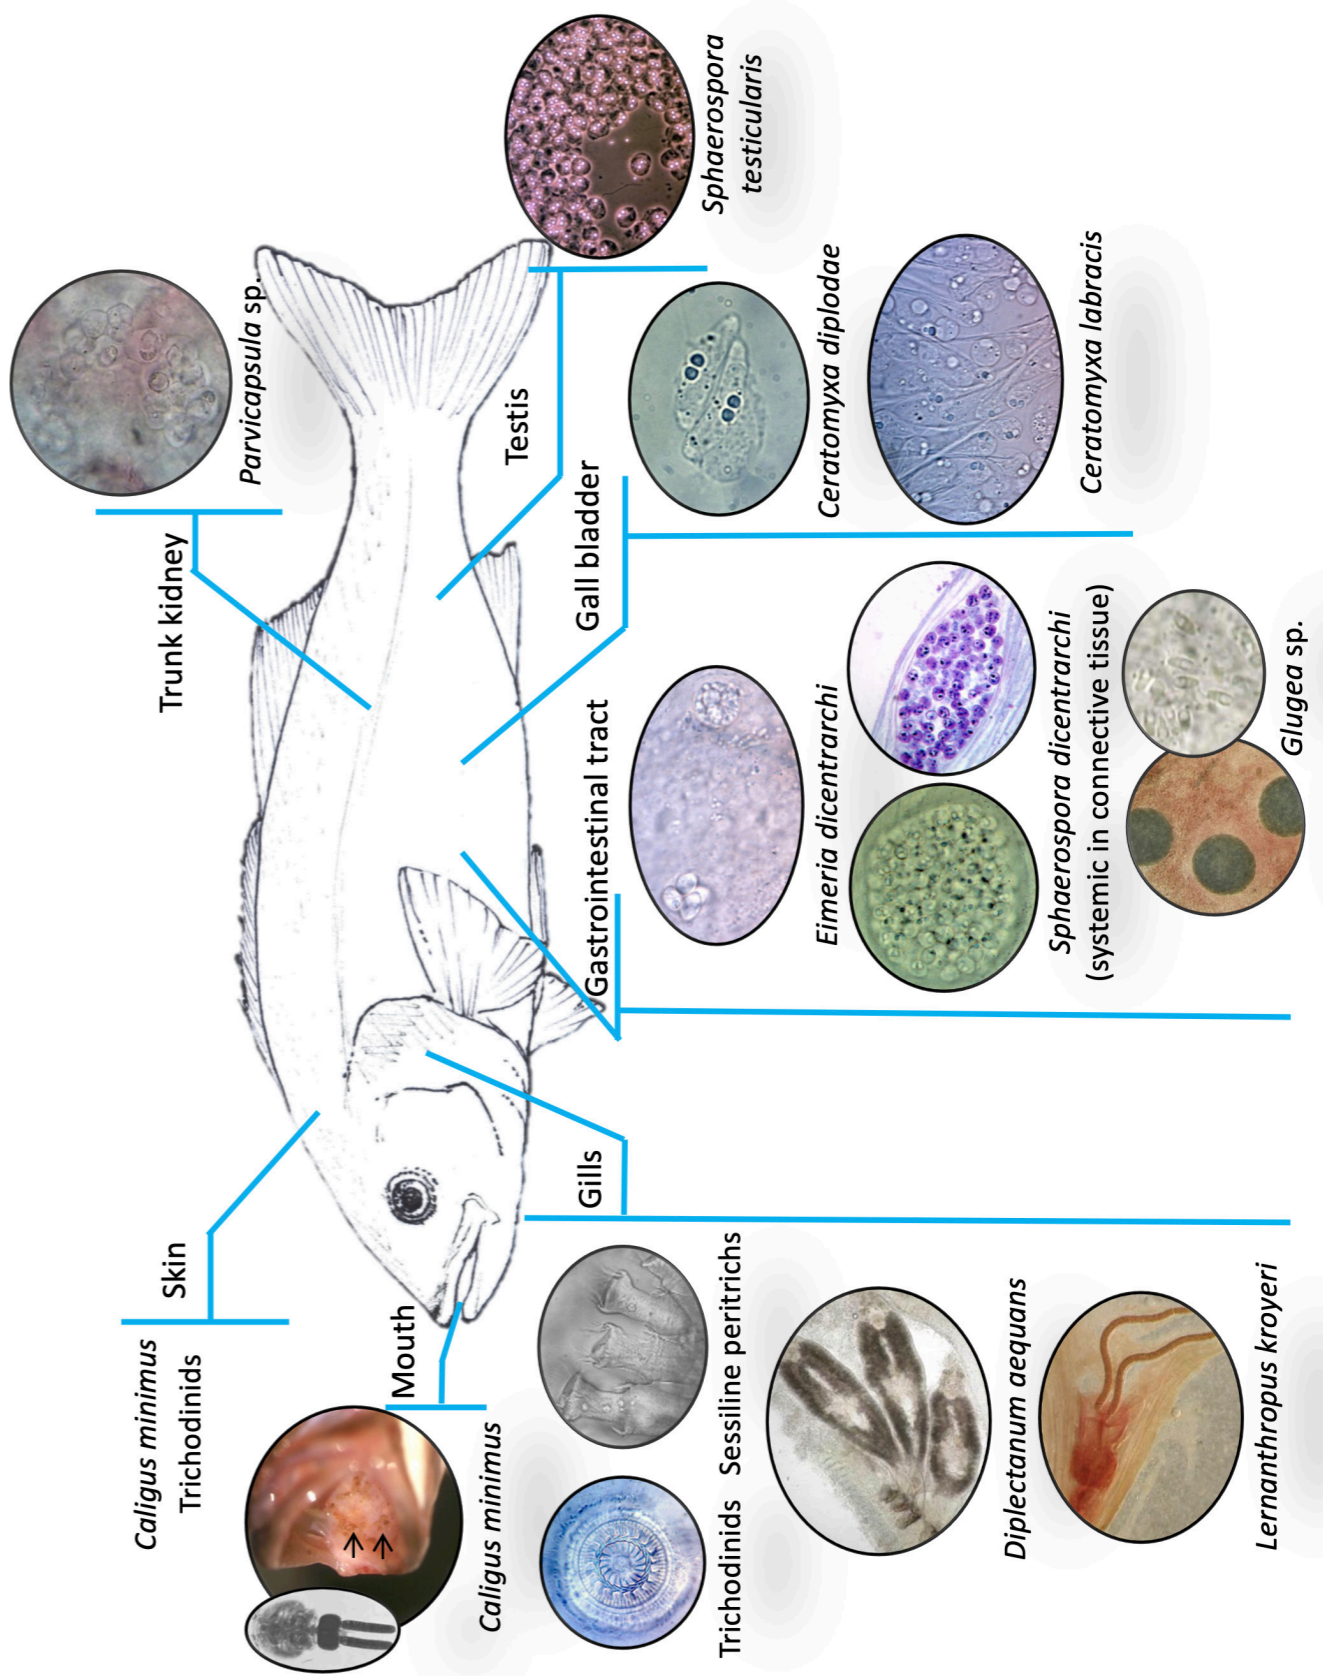 Caligus minimus
Trichodinids
Skin
Trunk kidney
Parvicapsula sp.
Mouth
Caligus minimus
Gills
Trichodinids
Sessiline peritrichs
Diplectanum aequans
Lernanthropus kroyeri
Gastrointestinal tract
Eimeria dicentrarchi
Sphaerospora dicentrarchi
(systemic in connective tissue)
Glugea sp.
Gall bladder
Ceratomyxa diplodae
Ceratomyxa labracis
Testis
Sphaerospora
testicularis